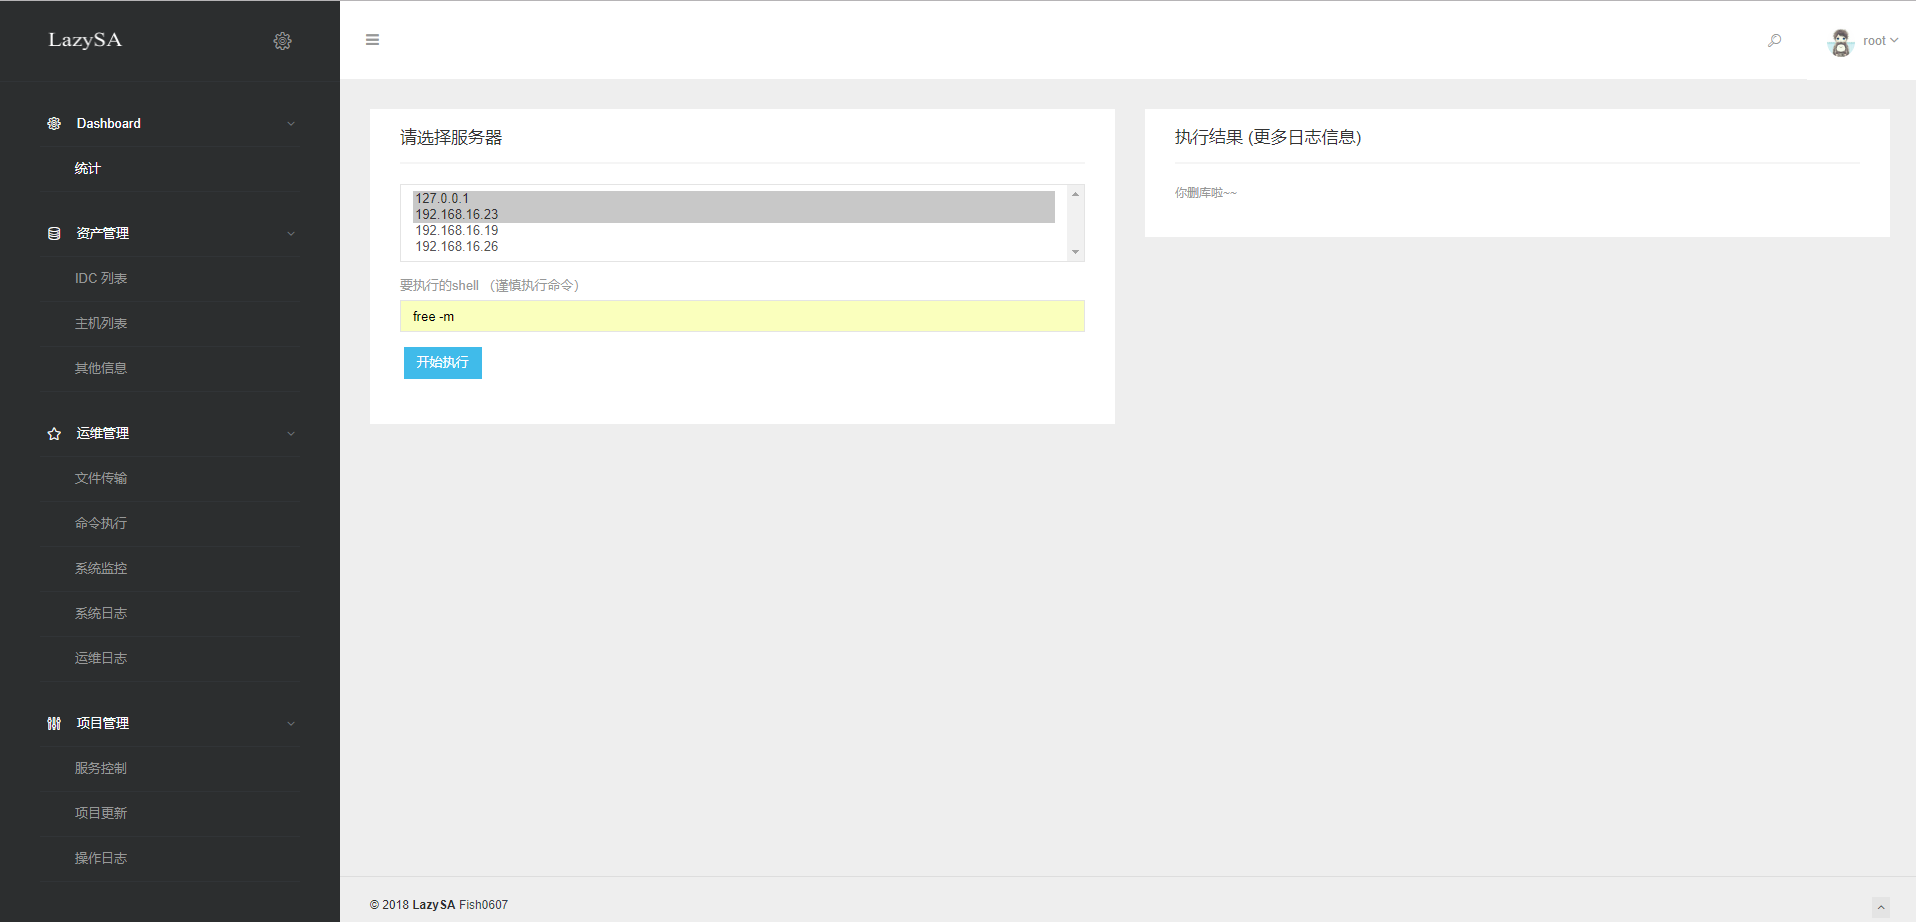 LazySA
Dashboard
统计
资产管理
IDC 列表
主机列表
其他信息
运维管理
文件传输
命令执行
系统监控
系统日志
运维日志
项目管理
服务控制
项目更新
操作日志
root
请选择服务器
127.0.0.1
192.168.16.23
192.168.16.19
192.168.16.26
要执行的shell （谨慎执行命令）
free -m
开始执行
执行结果 (更多日志信息)
你删库啦~~
© 2018 LazySA Fish0607